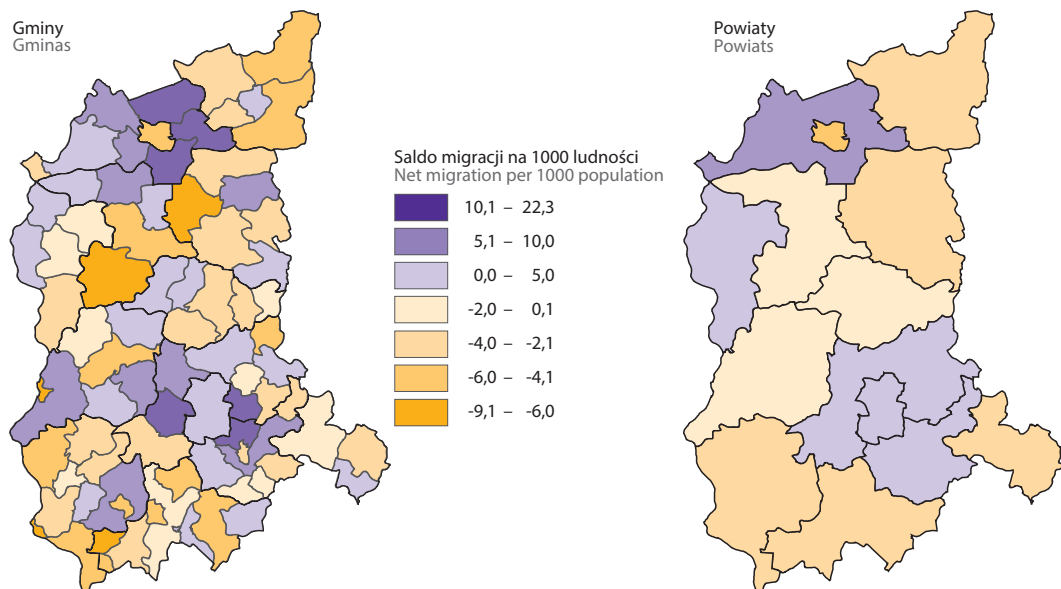 Gminy
Gminas
Powiaty
Powiats
Saldo migracji na 1000 ludności
Net migration per 1000 population
10,1 – 22,3
5,1 – 10,0
0,0 – 5,0
-2,0 – 0,1
-4,0 – -2,1
-6,0 – -4,1
-9,1 – -6,0